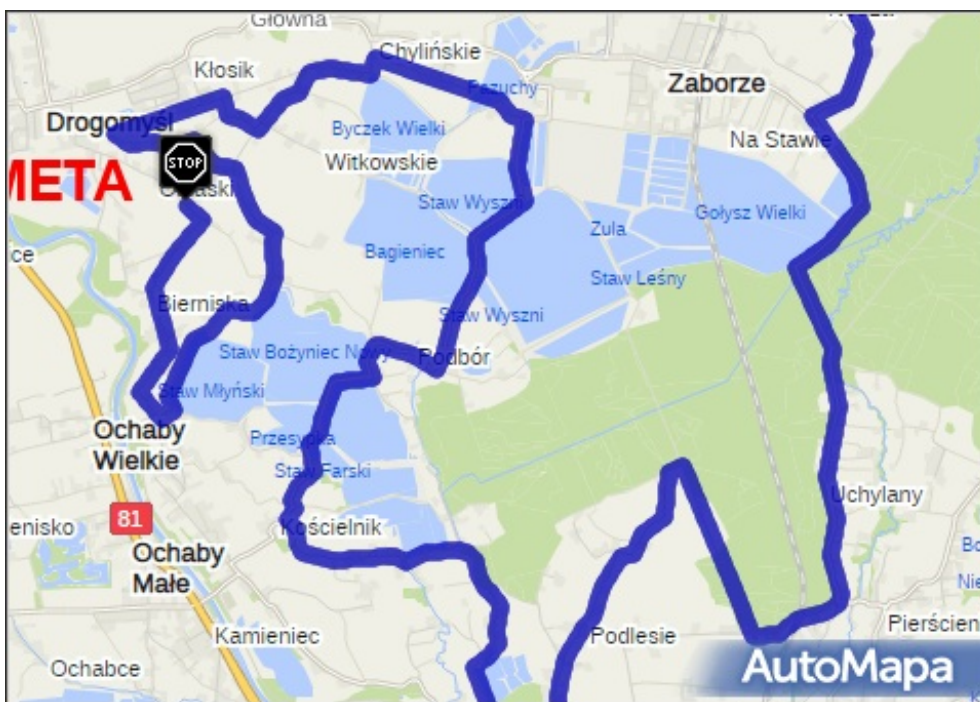 Główna
Chylińskie
Kłosik
Zaborze
Pazuchy
Drogomyśl
Byczek Wielki
Na Stawie
STOP
Witkowskie
META
Staw Wyszni
Gołysz Wielki
Zula
Bagieniec
Staw Leśny
Bierniska
Staw Wyszni
Staw Bożyniec Nowy
Podbór
Staw Młyński
Ochaby
Wielkie
Przesypka
Staw Farski
Uchylany
81
Kościelnik
Ochaby
Małe
Kamieniec
Podlesie
Pierścien
Ochabce
AutoMapa